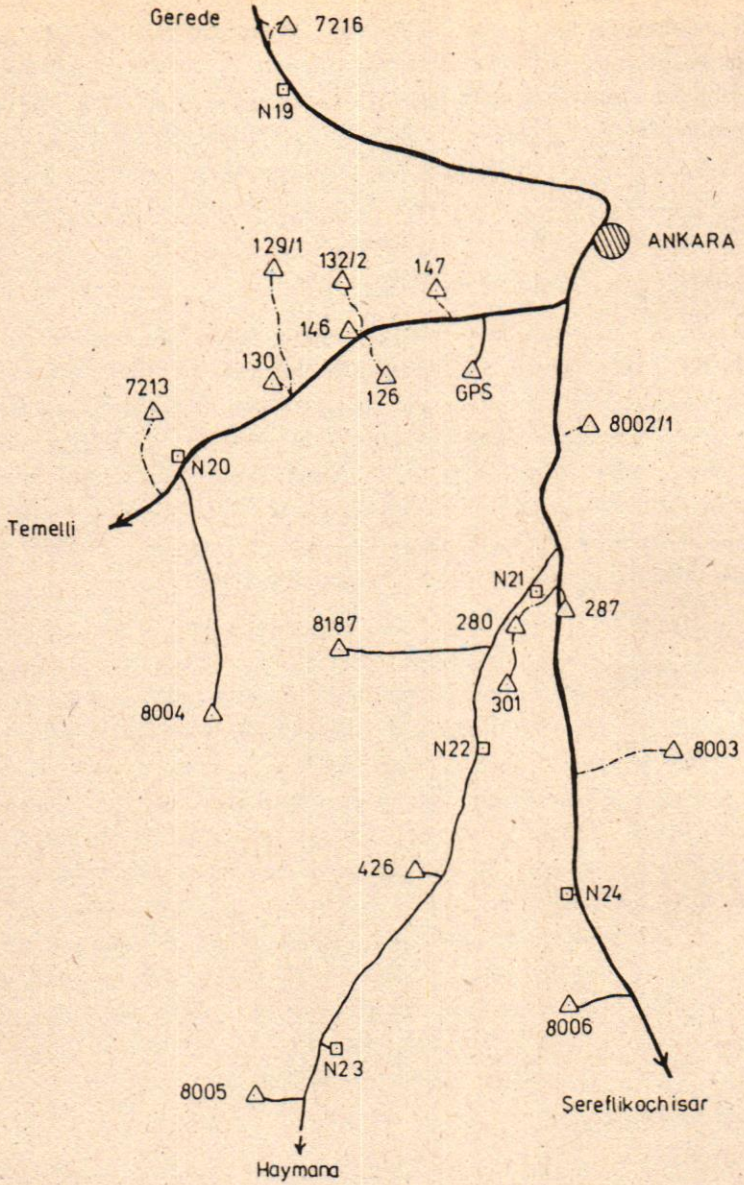 Gerede
7216
N19
ANKARA
129/1
132/2
147
146
130
126
GPS
7213
8002/1
N20
Temelli
N21
280
287
8187
301
8004
N22
8003
426
N24
8006
N23
8005
Şereflikochisar
Haymana